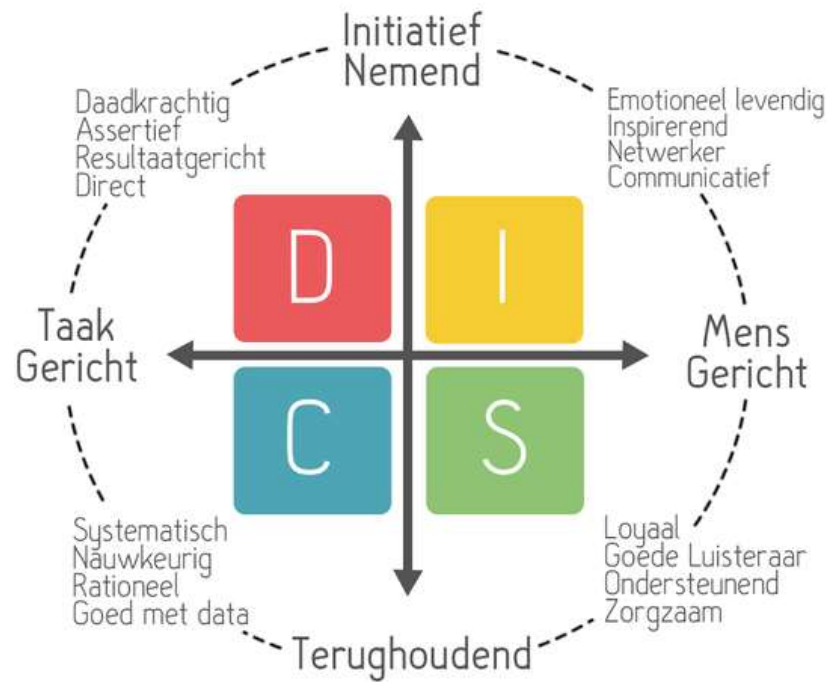 Initiatief
Nemend
Daadkrachtig
Assertief
Resultaatgericht
Direct
Emotioneel levendig
Inspirerend
Netwerker
Communicatief
D
I
Taak
Gericht
Mens
Gericht
C
S
Systematisch
Nauwkeurig
Rationeel
Goed met data
Loyaal
Goede Luisteraar
Ondersteunend
Zorgzaam
Terughoudend